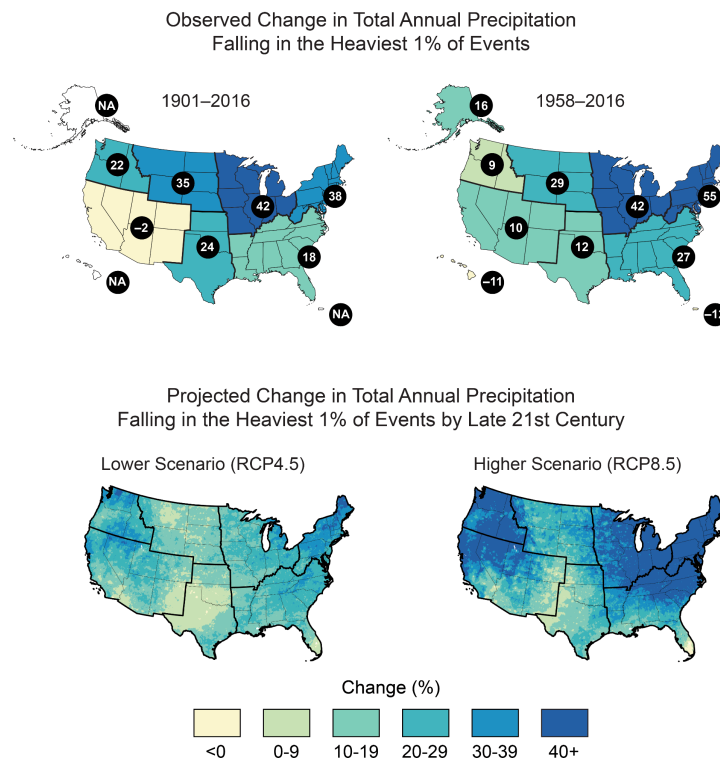 Observed Change in Total Annual Precipitation
Falling in the Heaviest 1% of Events
1901–2016
NA
22
35
42
38
–2
24
18
NA
NA
1958–2016
16
9
29
42
55
10
12
27
–11
Projected Change in Total Annual Precipitation
Falling in the Heaviest 1% of Events by Late 21st Century
Lower Scenario (RCP4.5)
Higher Scenario (RCP8.5)
Change (%)
<0
0-9
10-19
20-29
30-39
40+